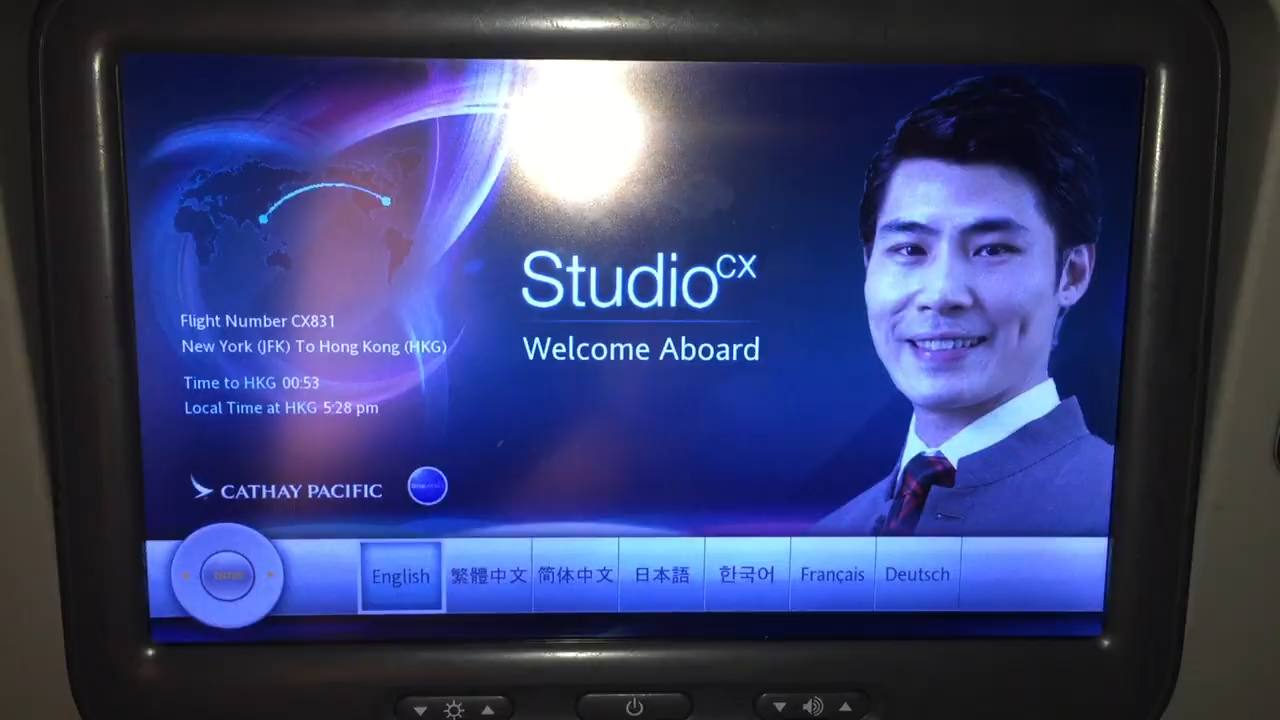 Studio CX
Welcome Aboard
Flight Number CX831
New York (JFK) To Hong Kong (HKG)
Time to HKG 00:53
Local Time at HKG 5:28 pm
CATHAY PACIFIC
oneworld
ENTER
English
繁體中文
简体中文
日本語
한국어
Français
Deutsch